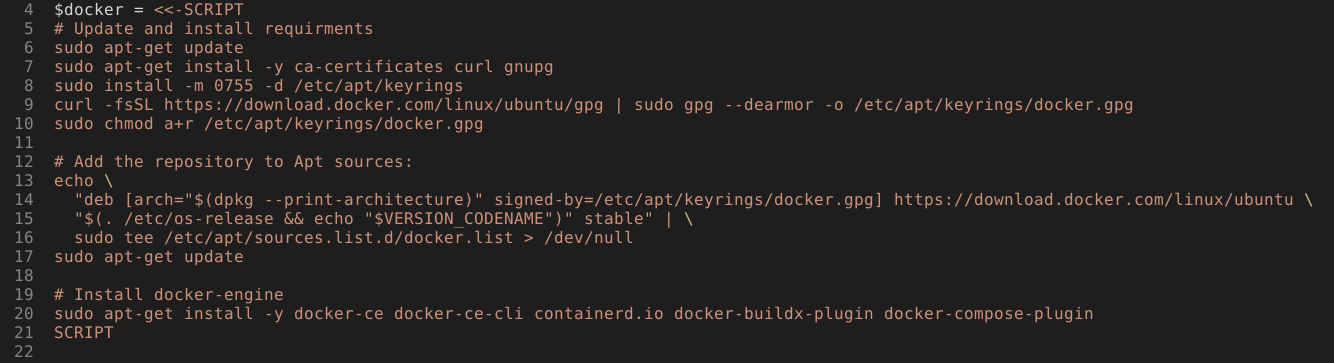 4 $docker = <<-SCRIPT
5 # Update and install requirments
6 sudo apt-get update
7 sudo apt-get install -y ca-certificates curl gnupg
8 sudo install -m 0755 -d /etc/apt/keyrings
9 curl -fsSL https://download.docker.com/linux/ubuntu/gpg | sudo gpg --dearmor -o /etc/apt/keyrings/docker.gpg
10 sudo chmod a+r /etc/apt/keyrings/docker.gpg
11
12 # Add the repository to Apt sources:
13 echo \
14   "deb [arch="$(dpkg --print-architecture)" signed-by=/etc/apt/keyrings/docker.gpg] https://download.docker.com/linux/ubuntu \
15   "$(. /etc/os-release && echo "$VERSION_CODENAME")" stable" | \
16   sudo tee /etc/apt/sources.list.d/docker.list > /dev/null
17 sudo apt-get update
18
19 # Install docker-engine
20 sudo apt-get install -y docker-ce docker-ce-cli containerd.io docker-buildx-plugin docker-compose-plugin
21 SCRIPT
22